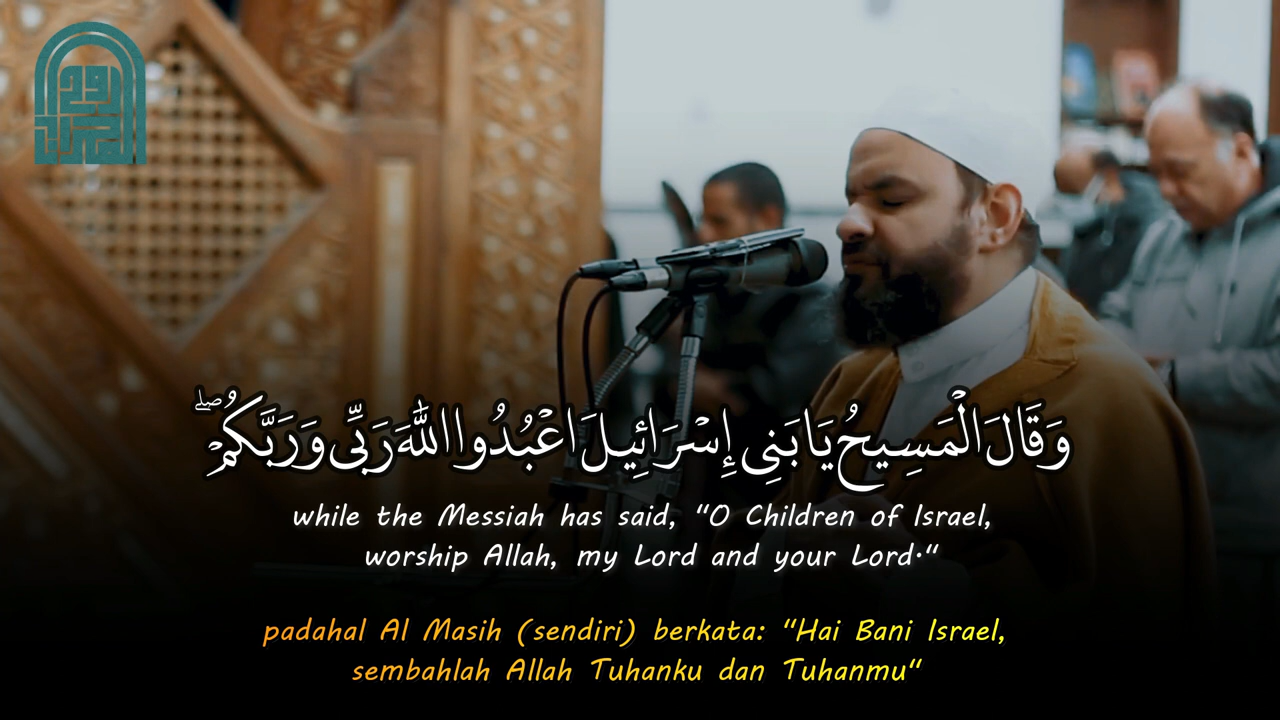 وَقَالَ الْمَسِيحُ يَا بَنِي إِسْرَائِيلَ اعْبُدُوا اللَّهَ رَبِّي وَرَبَّكُمْ ۖ
while the Messiah has said, "O Children of Israel,
worship Allah, my Lord and your Lord."
padahal Al Masih (sendiri) berkata: "Hai Bani Israel,
sembahlah Allah Tuhanku dan Tuhanmu"